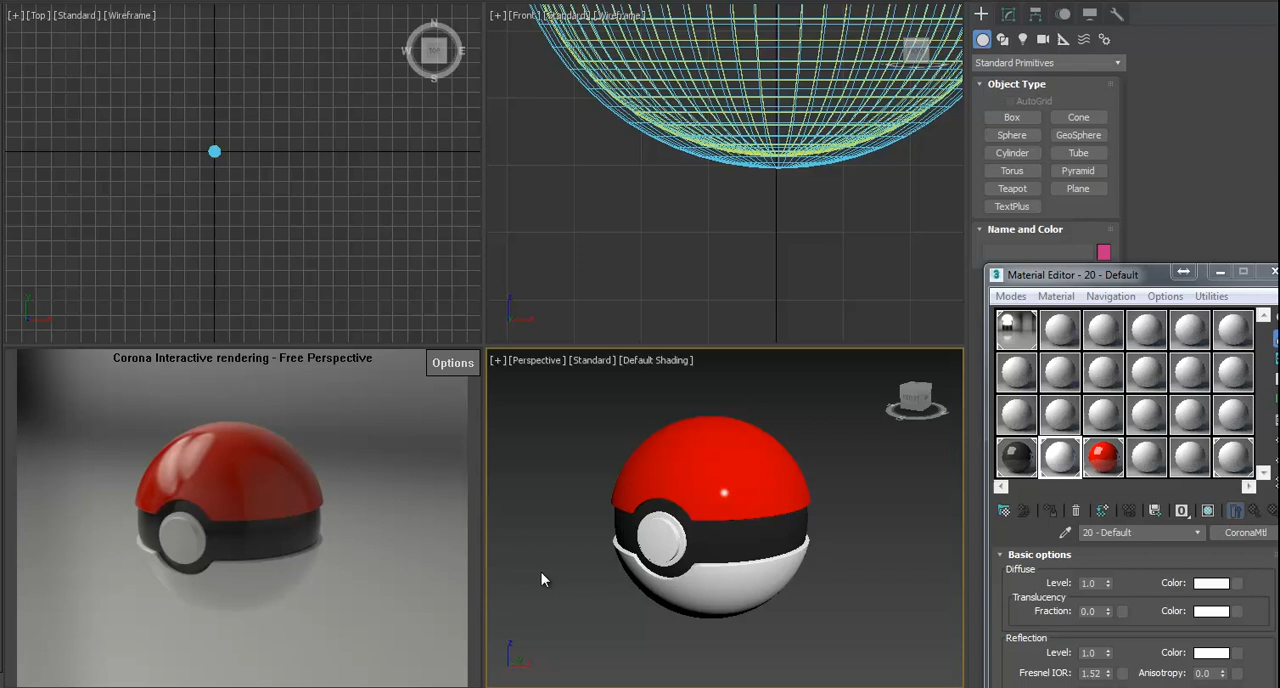 [+] [Top] [Standard] [Wireframe]
N
W TOP E
S
[+] [Front] [Standard] [Wireframe]
Standard Primitives
Object Type
AutoGrid
Box Cone
Sphere GeoSphere
Cylinder Tube
Torus Pyramid
Teapot Plane
TextPlus
Name and Color
3 Material Editor - 20 - Default
Modes Material Navigation Options Utilities
Corona Interactive rendering - Free Perspective
Options
[+] [Perspective] [Standard] [Default Shading]
z
20 - Default CoronaMtl
Basic options
Diffuse
Level: 1.0 Color:
Translucency
Fraction: 0.0 Color:
Reflection
Level: 1.0 Color:
Fresnel IOR: 1.52 Anisotropy: 0.0